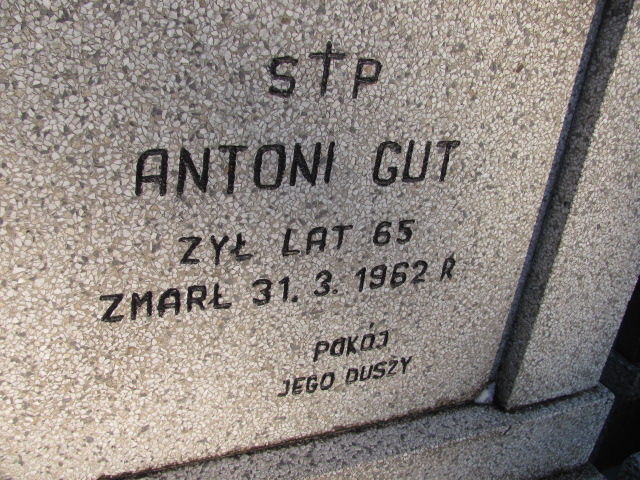 S†P
ANTONI GUT
ŻYŁ LAT 65
ZMARŁ 31. 3. 1962 R
POKÓJ
JEGO DUSZY